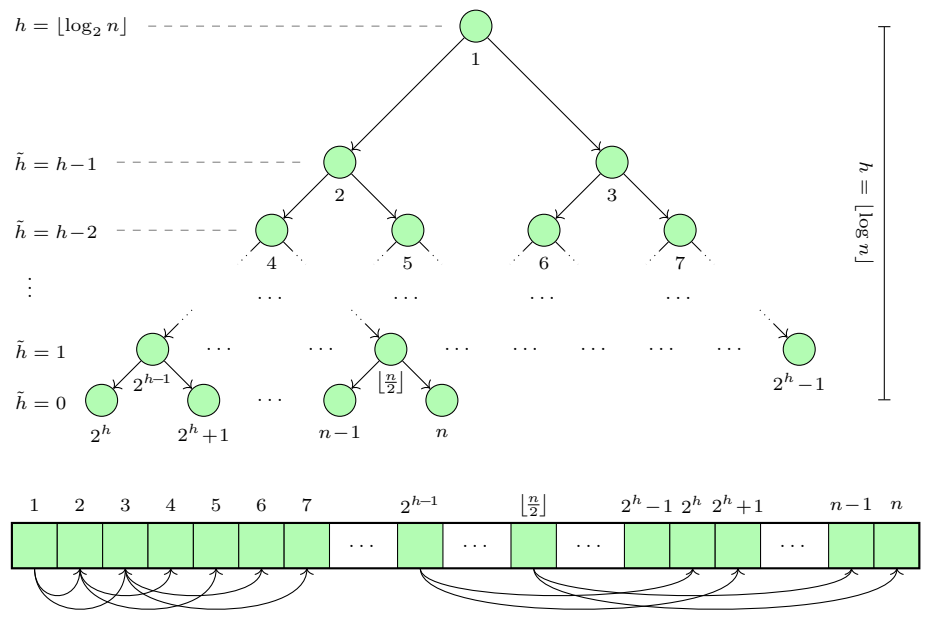 h = ⌊log₂ n⌋
1
h̃ = h−1
2 3
h̃ = h−2
4 5 6 7
⋮ ··· ··· ··· ···
h̃ = 1 ··· ··· ··· ··· ··· ··· ···
2^{h−1} ⌊n/2⌋ 2^h−1
h̃ = 0 ···
2^h 2^h+1 n−1 n
h = ⌊log n⌋
1 2 3 4 5 6 7 2^{h−1} ⌊n/2⌋ 2^h−1 2^h 2^h+1 n−1 n
··· ··· ··· ···